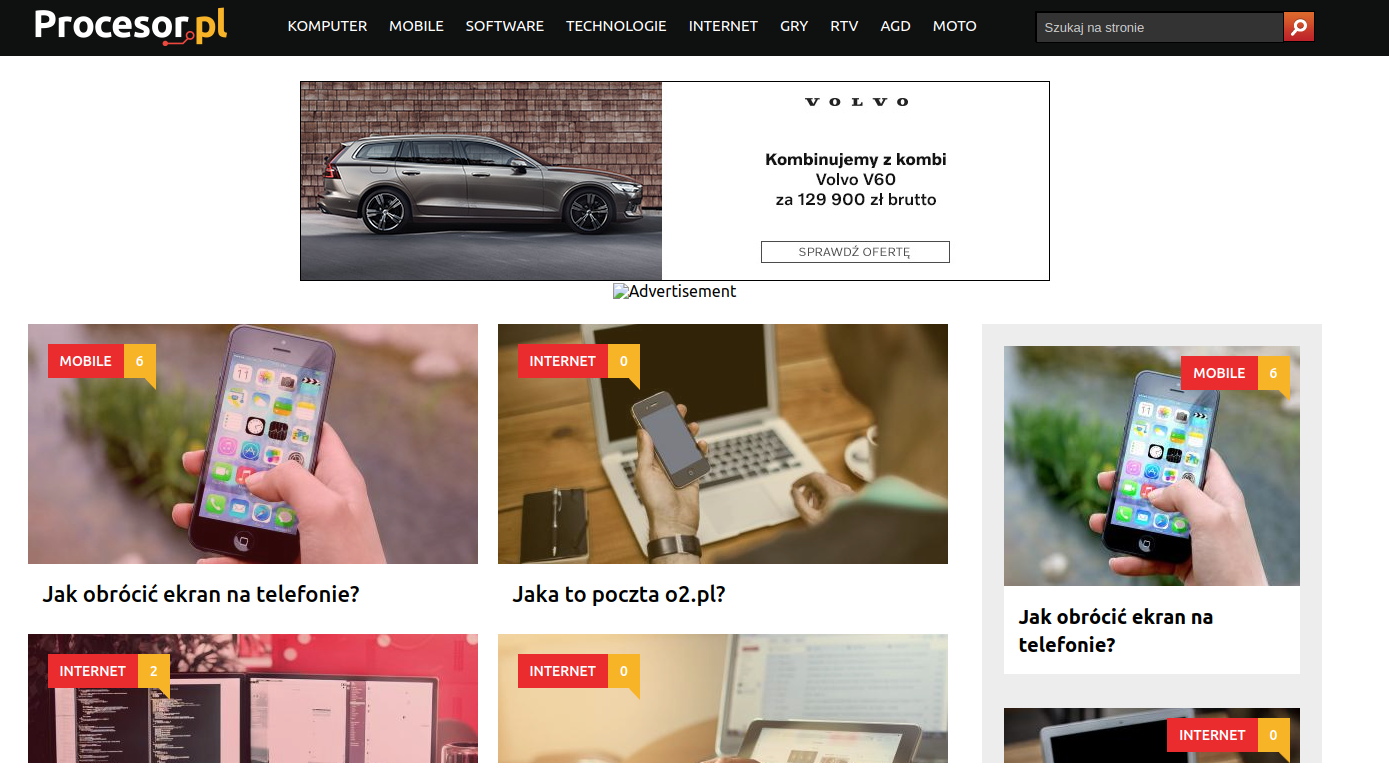 Procesor.pl
KOMPUTER MOBILE SOFTWARE TECHNOLOGIE INTERNET GRY RTV AGD MOTO
Szukaj na stronie
VOLVO
Kombinujemy z kombi
Volvo V60
za 129 900 zł brutto
SPRAWDŹ OFERTĘ
Advertisement
MOBILE 6
11
Jak obrócić ekran na telefonie?
INTERNET 0
Jaka to poczta o2.pl?
INTERNET 2
INTERNET 0
MOBILE 6
11
Jak obrócić ekran na
telefonie?
INTERNET 0